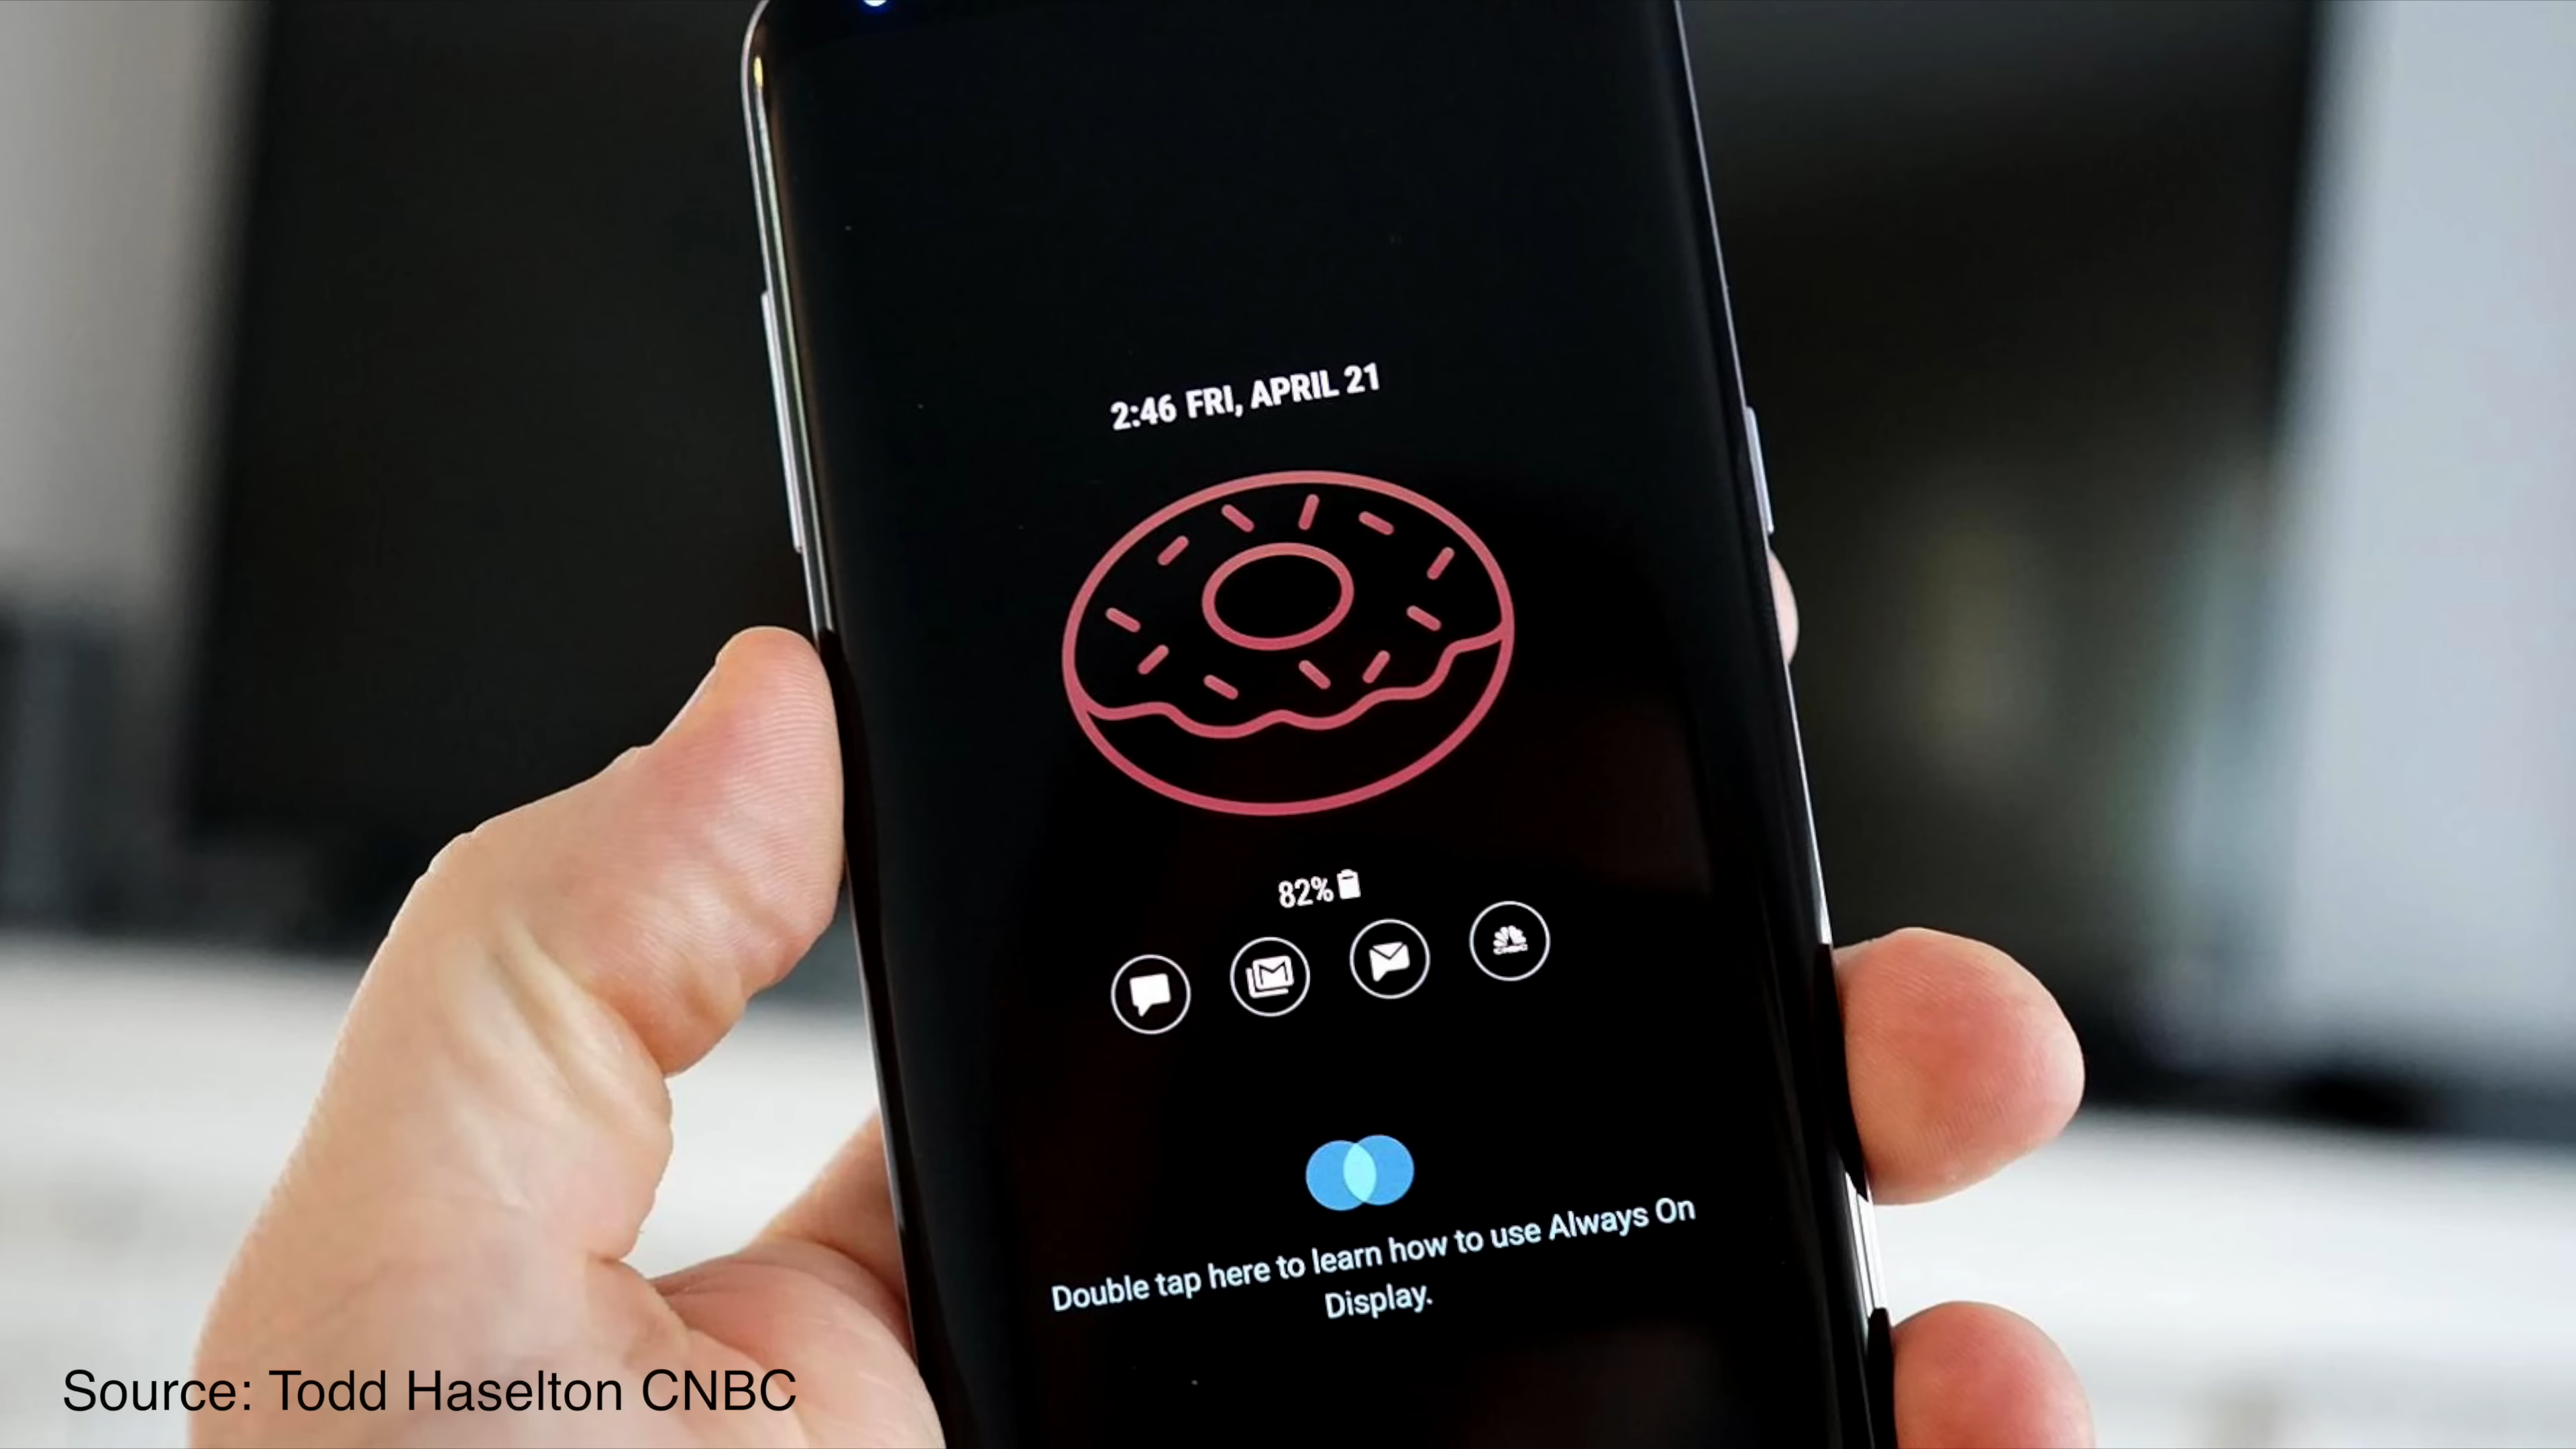 2:46 FRI, APRIL 21
82%
CNBC
Double tap here to learn how to use Always On
Display.
Source: Todd Haselton CNBC